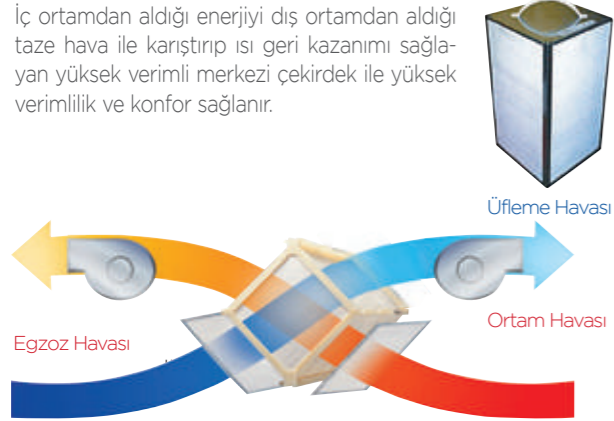 İç ortamdan aldığı enerjiyi dış ortamdan aldığı
taze hava ile karıştırıp ısı geri kazanımı sağla-
yan yüksek verimli merkezi çekirdek ile yüksek
verimlilik ve konfor sağlanır.
Üfleme Havası
Ortam Havası
Egzoz Havası